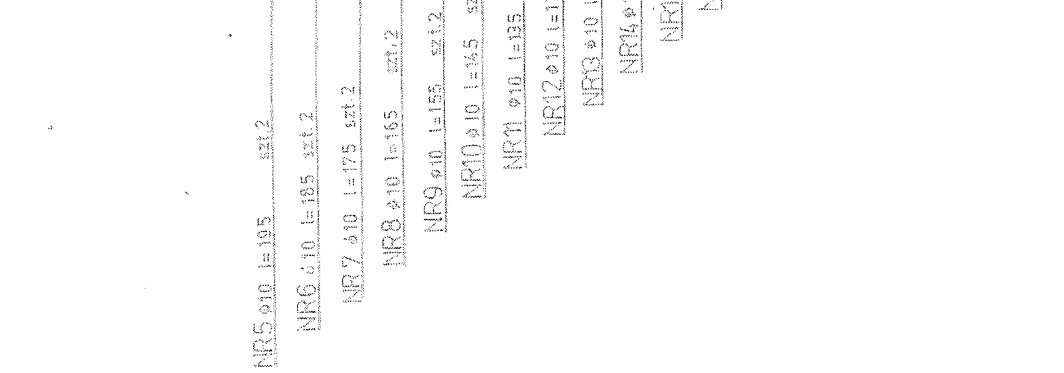 NR5 ϕ10 l=195 szt.2
NR6 ϕ10 l=185 szt.2
NR7 ϕ10 l=175 szt.2
NR8 ϕ10 l=165 szt.2
NR9 ϕ10 l=155 szt.2
NR10 ϕ10 l=145
NR11 ϕ10 l=135
NR12 ϕ10
NR13 ϕ10
NR14